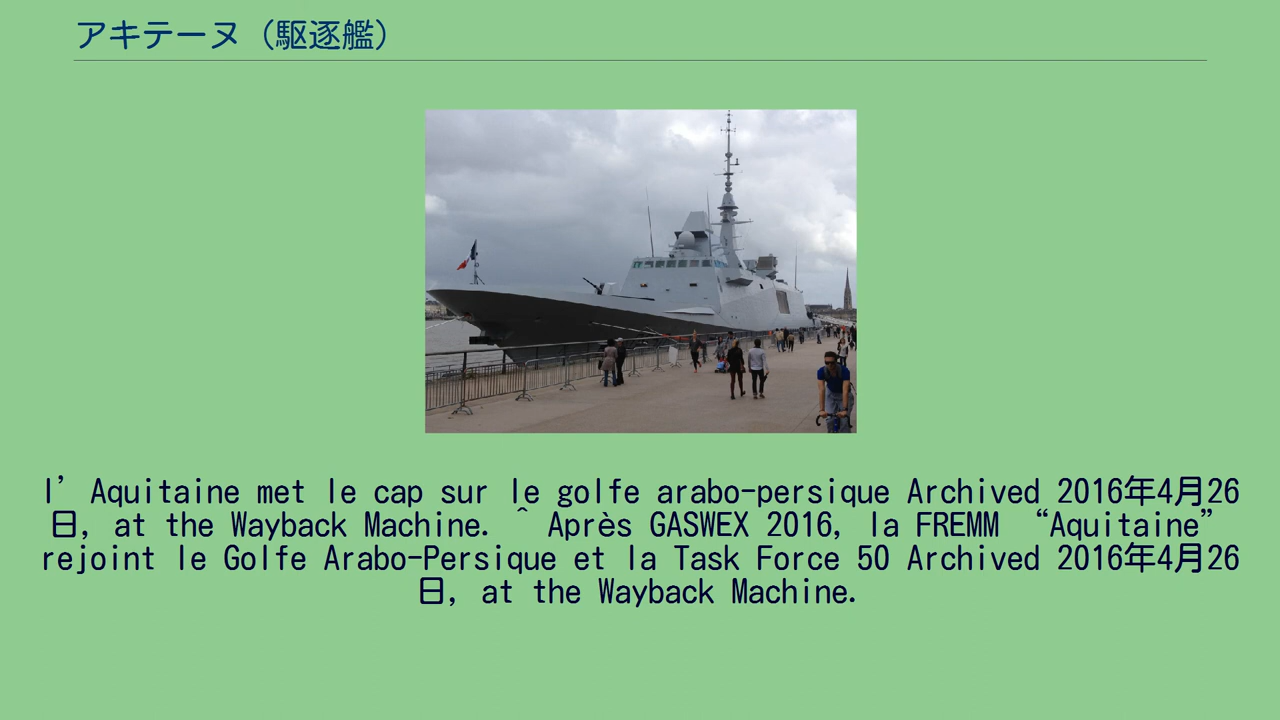 アキテーヌ（駆逐艦）
l’Aquitaine met le cap sur le golfe arabo-persique Archived 2016年4月26
日, at the Wayback Machine. ^ Après GASWEX 2016, la FREMM “Aquitaine”
rejoint le Golfe Arabo-Persique et la Task Force 50 Archived 2016年4月26
日, at the Wayback Machine.